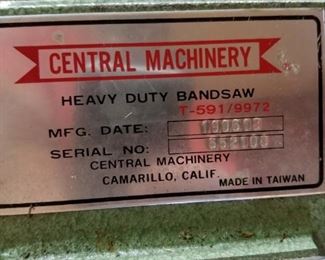 CENTRAL MACHINERY
HEAVY DUTY BANDSAW
T-591/9972
MFG. DATE:
SERIAL NO:
CENTRAL MACHINERY
CAMARILLO, CALIF.
MADE IN TAIWAN